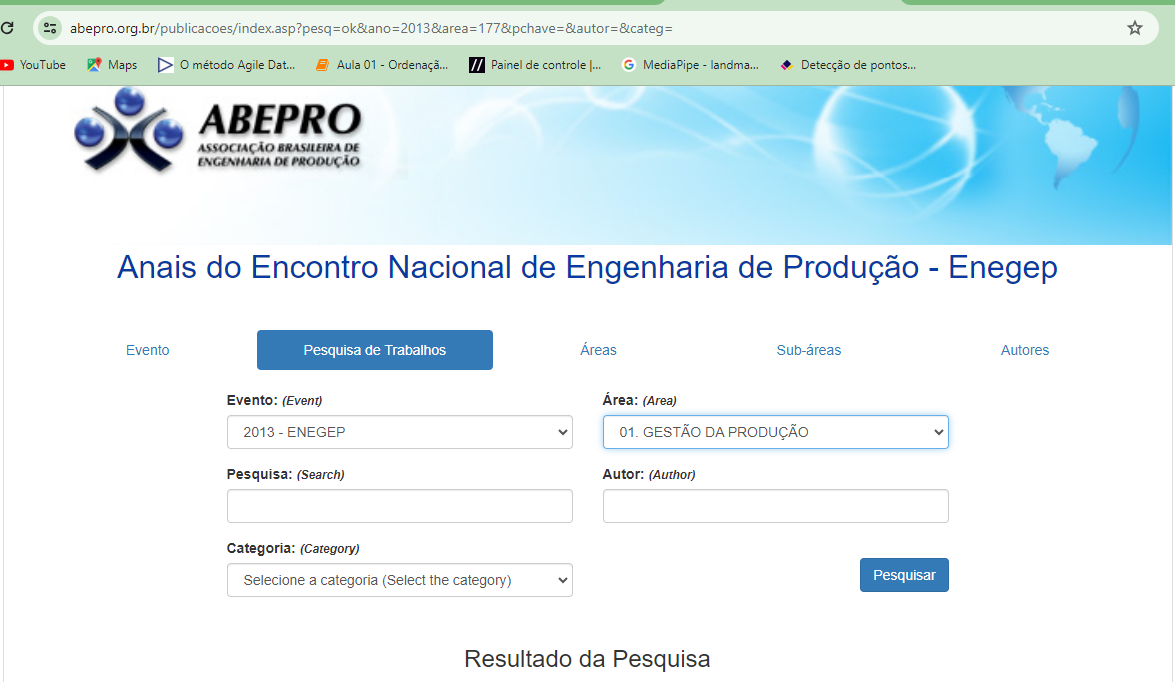 abepro.org.br/publicacoes/index.asp?pesq=ok&ano=2013&area=177&pchave=&autor=&categ=
YouTube Maps O método Agile Dat... Aula 01 - Ordenaçã... Painel de controle |... MediaPipe - landma... Detecção de pontos...
ABEPRO
ASSOCIAÇÃO BRASILEIRA DE
ENGENHARIA DE PRODUÇÃO
Anais do Encontro Nacional de Engenharia de Produção - Enegep
Evento Pesquisa de Trabalhos Áreas Sub-áreas Autores
Evento: (Event) Área: (Area)
2013 - ENEGEP 01. GESTÃO DA PRODUÇÃO
Pesquisa: (Search) Autor: (Author)
Categoria: (Category)
Selecione a categoria (Select the category) Pesquisar
Resultado da Pesquisa